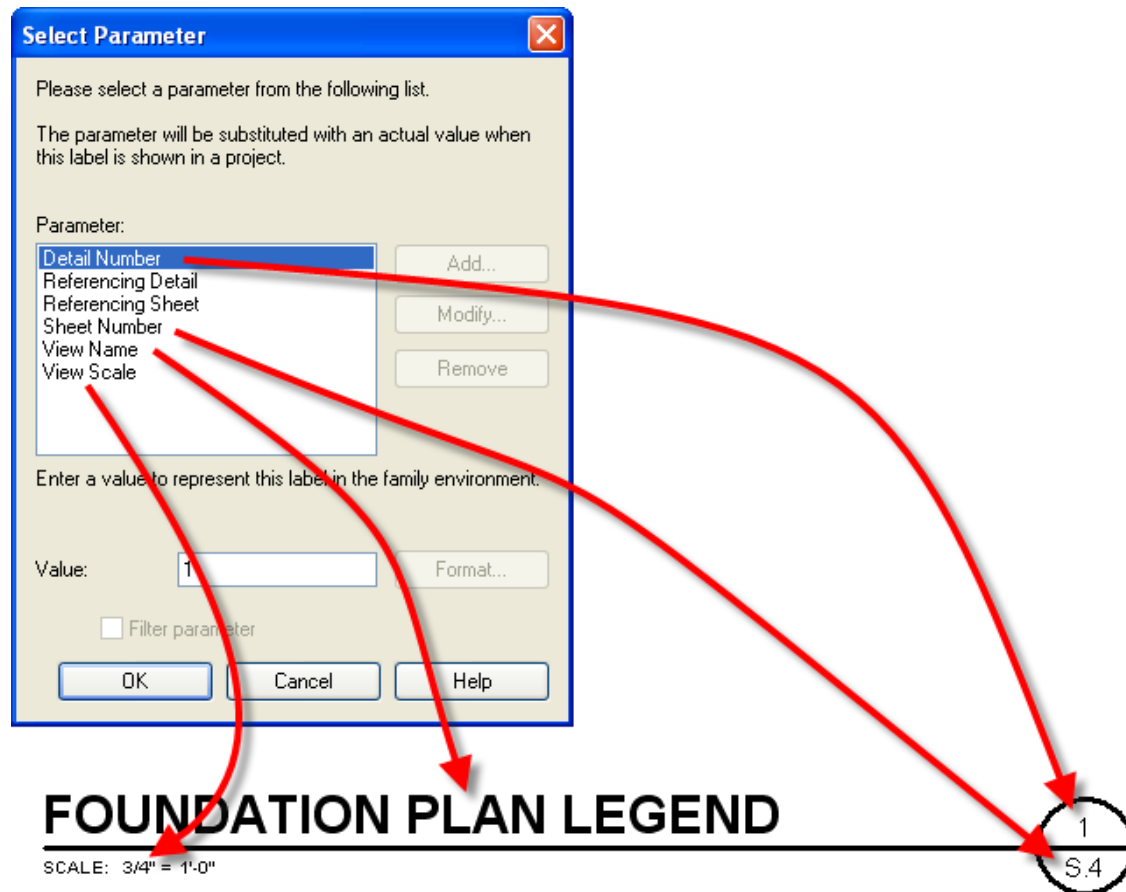 Select Parameter
Please select a parameter from the following list.
The parameter will be substituted with an actual value when
this label is shown in a project.
Parameter:
Detail Number
Referencing Detail
Referencing Sheet
Sheet Number
View Name
View Scale
Add...
Modify...
Remove
Enter a value to represent this label in the family environment.
Value:
1
Format...
Filter parameter
OK
Cancel
Help
FOUNDATION PLAN LEGEND
1
SCALE: 3/4" = 1'-0"
S.4